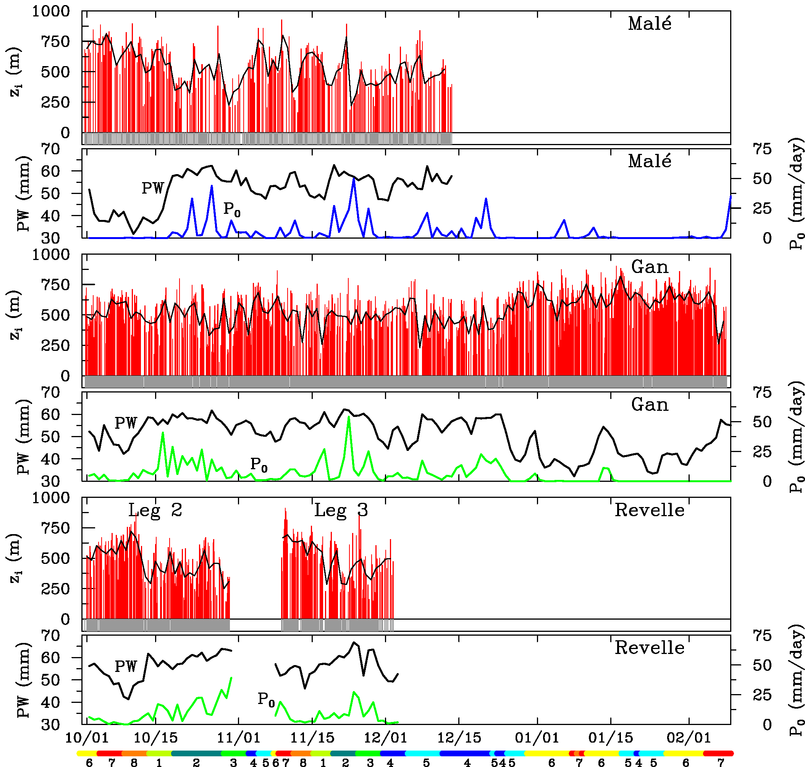 1000
Malé
750
500
250
0
z_i (m)
70
75
Malé
60
50
50
PW
40
P_0
25
30
0
PW (mm)
P_0 (mm/day)
1000
Gan
750
500
250
0
z_i (m)
70
75
Gan
60
PW
50
50
40
P_0
25
30
0
PW (mm)
P_0 (mm/day)
1000
Leg 2 Leg 3 Revelle
750
500
250
0
z_i (m)
70
75
Revelle
60
PW
50
50
40
P_0
25
30
0
PW (mm)
P_0 (mm/day)
10/01 10/15 11/01 11/15 12/01 12/15 01/01 01/15 02/01
6 7 8 1 2 3 4 5 6 7 8 1 2 3 4 5 4 5 4 5 6 7 6 5 4 5 6 7